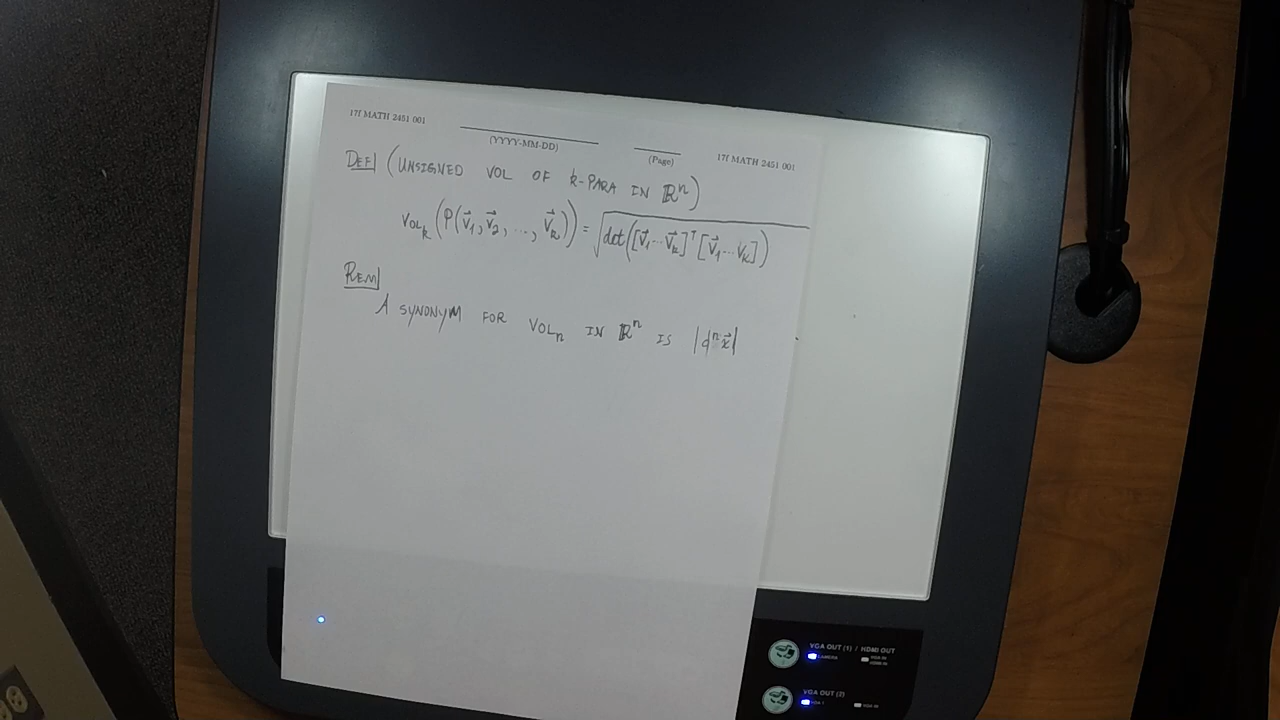 17f MATH 2451 001
(YYYY-MM-DD)
(Page)
17f MATH 2451 001
DEF (UNSIGNED VOL OF k-PARA IN ℝⁿ)
VOLₖ(P(v⃗₁, v⃗₂, ..., v⃗ₖ)) = √det([v⃗₁ ... v⃗ₖ]ᵀ [v⃗₁ ... vₖ])
REM
A SYNONYM FOR VOLₙ IN ℝⁿ IS |dⁿx⃗|
VGA OUT (1) / HDMI OUT
CAMERA
VGA OUT (2)